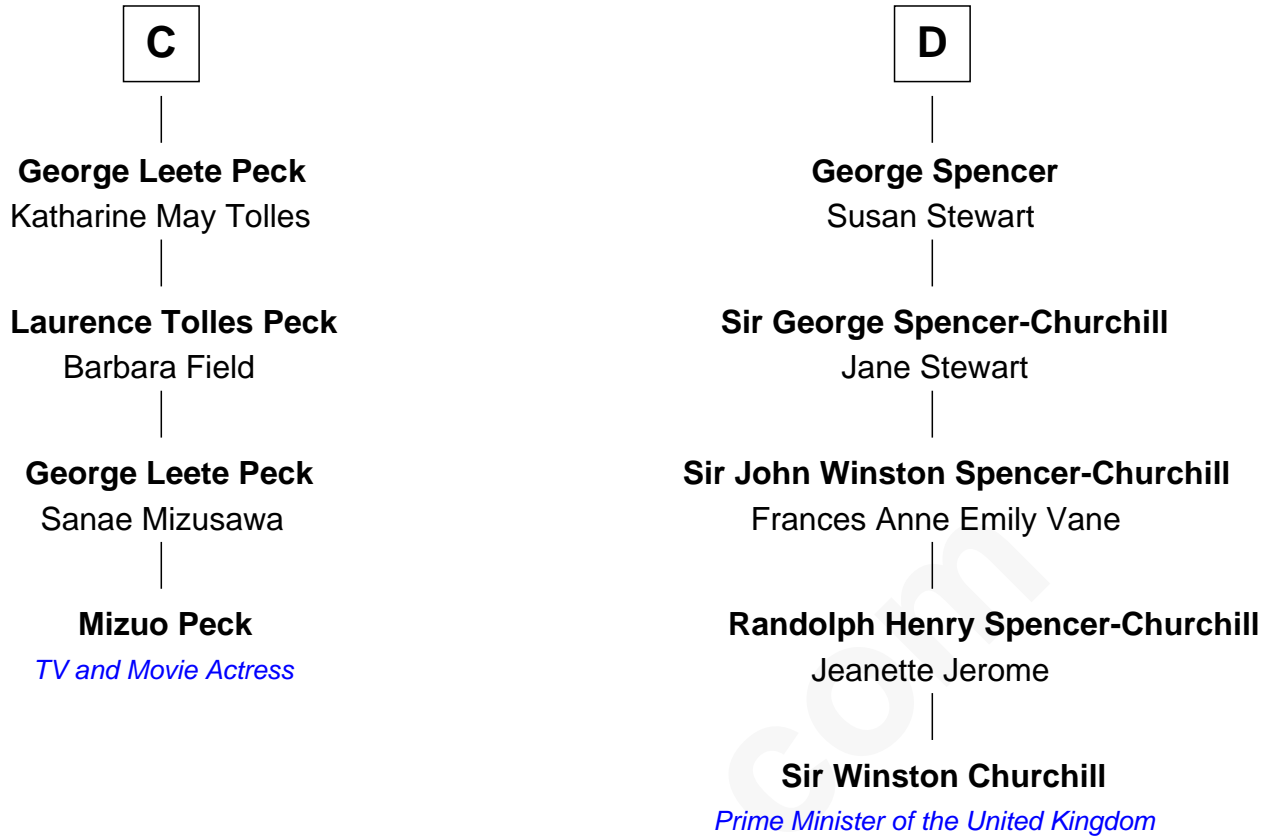 C
George Leete Peck
Katharine May Tolles
Laurence Tolles Peck
Barbara Field
George Leete Peck
Sanae Mizusawa
Mizuo Peck
TV and Movie Actress
D
George Spencer
Susan Stewart
Sir George Spencer-Churchill
Jane Stewart
Sir John Winston Spencer-Churchill
Frances Anne Emily Vane
Randolph Henry Spencer-Churchill
Jeanette Jerome
Sir Winston Churchill
Prime Minister of the United Kingdom
com